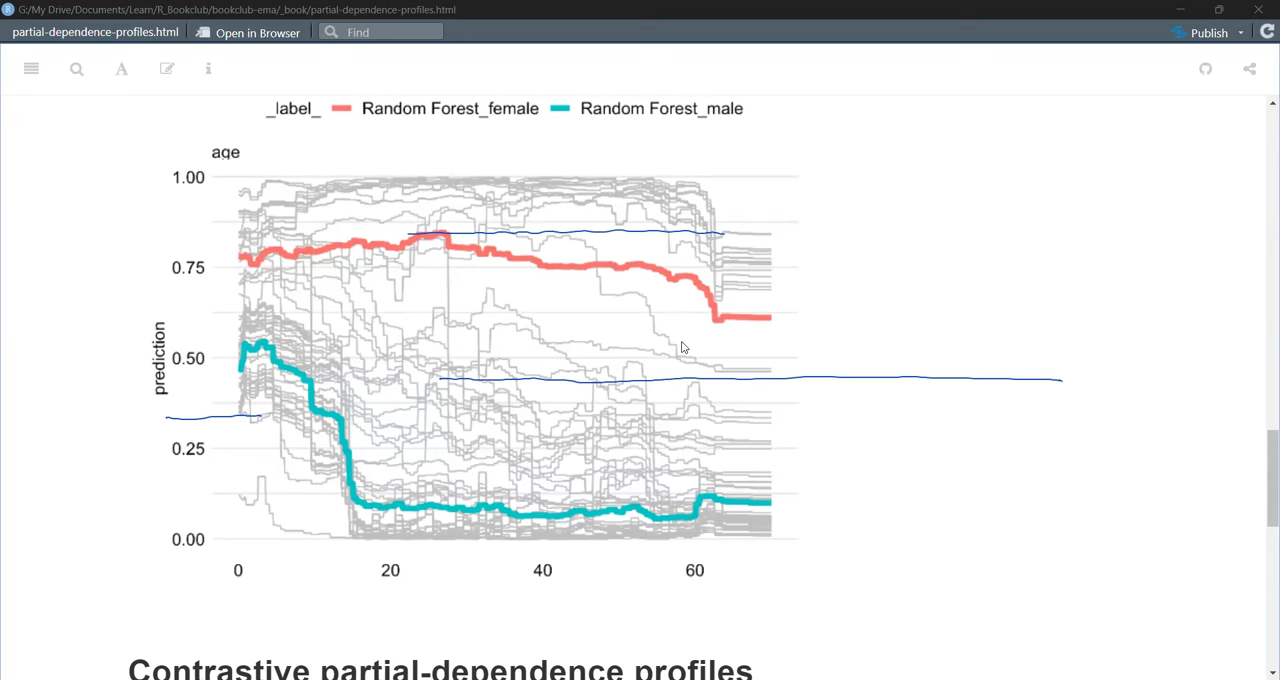 G:/My Drive/Documents/Learn/R_Bookclub/bookclub-ema/_book/partial-dependence-profiles.html
partial-dependence-profiles.html Open in Browser Find Publish
_label_ Random Forest_female Random Forest_male
age
1.00
0.75
0.50
0.25
0.00
prediction
0 20 40 60
Contrastive partial-dependence profiles